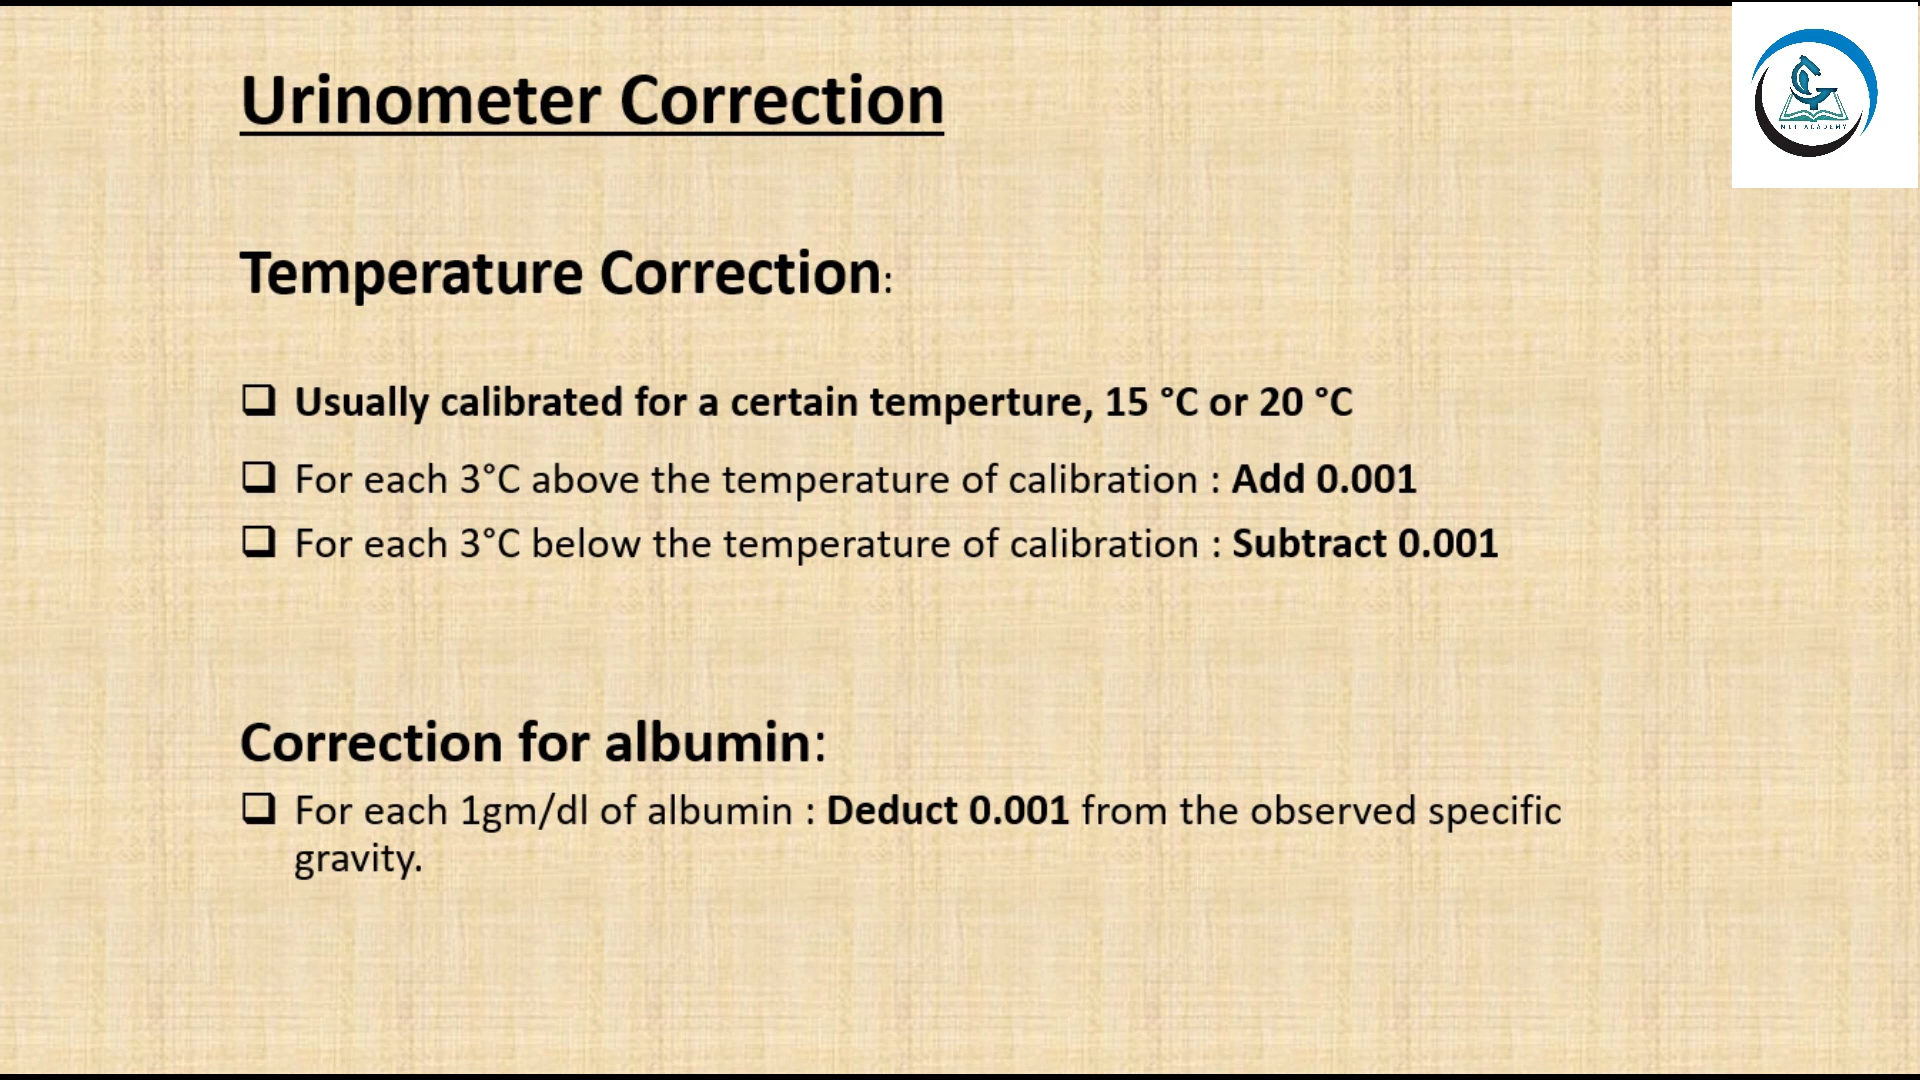 Urinometer Correction
MLT ACADEMY
Temperature Correction:
❑ Usually calibrated for a certain temperture, 15 °C or 20 °C
❑ For each 3°C above the temperature of calibration : Add 0.001
❑ For each 3°C below the temperature of calibration : Subtract 0.001
Correction for albumin:
❑ For each 1gm/dl of albumin : Deduct 0.001 from the observed specific
gravity.